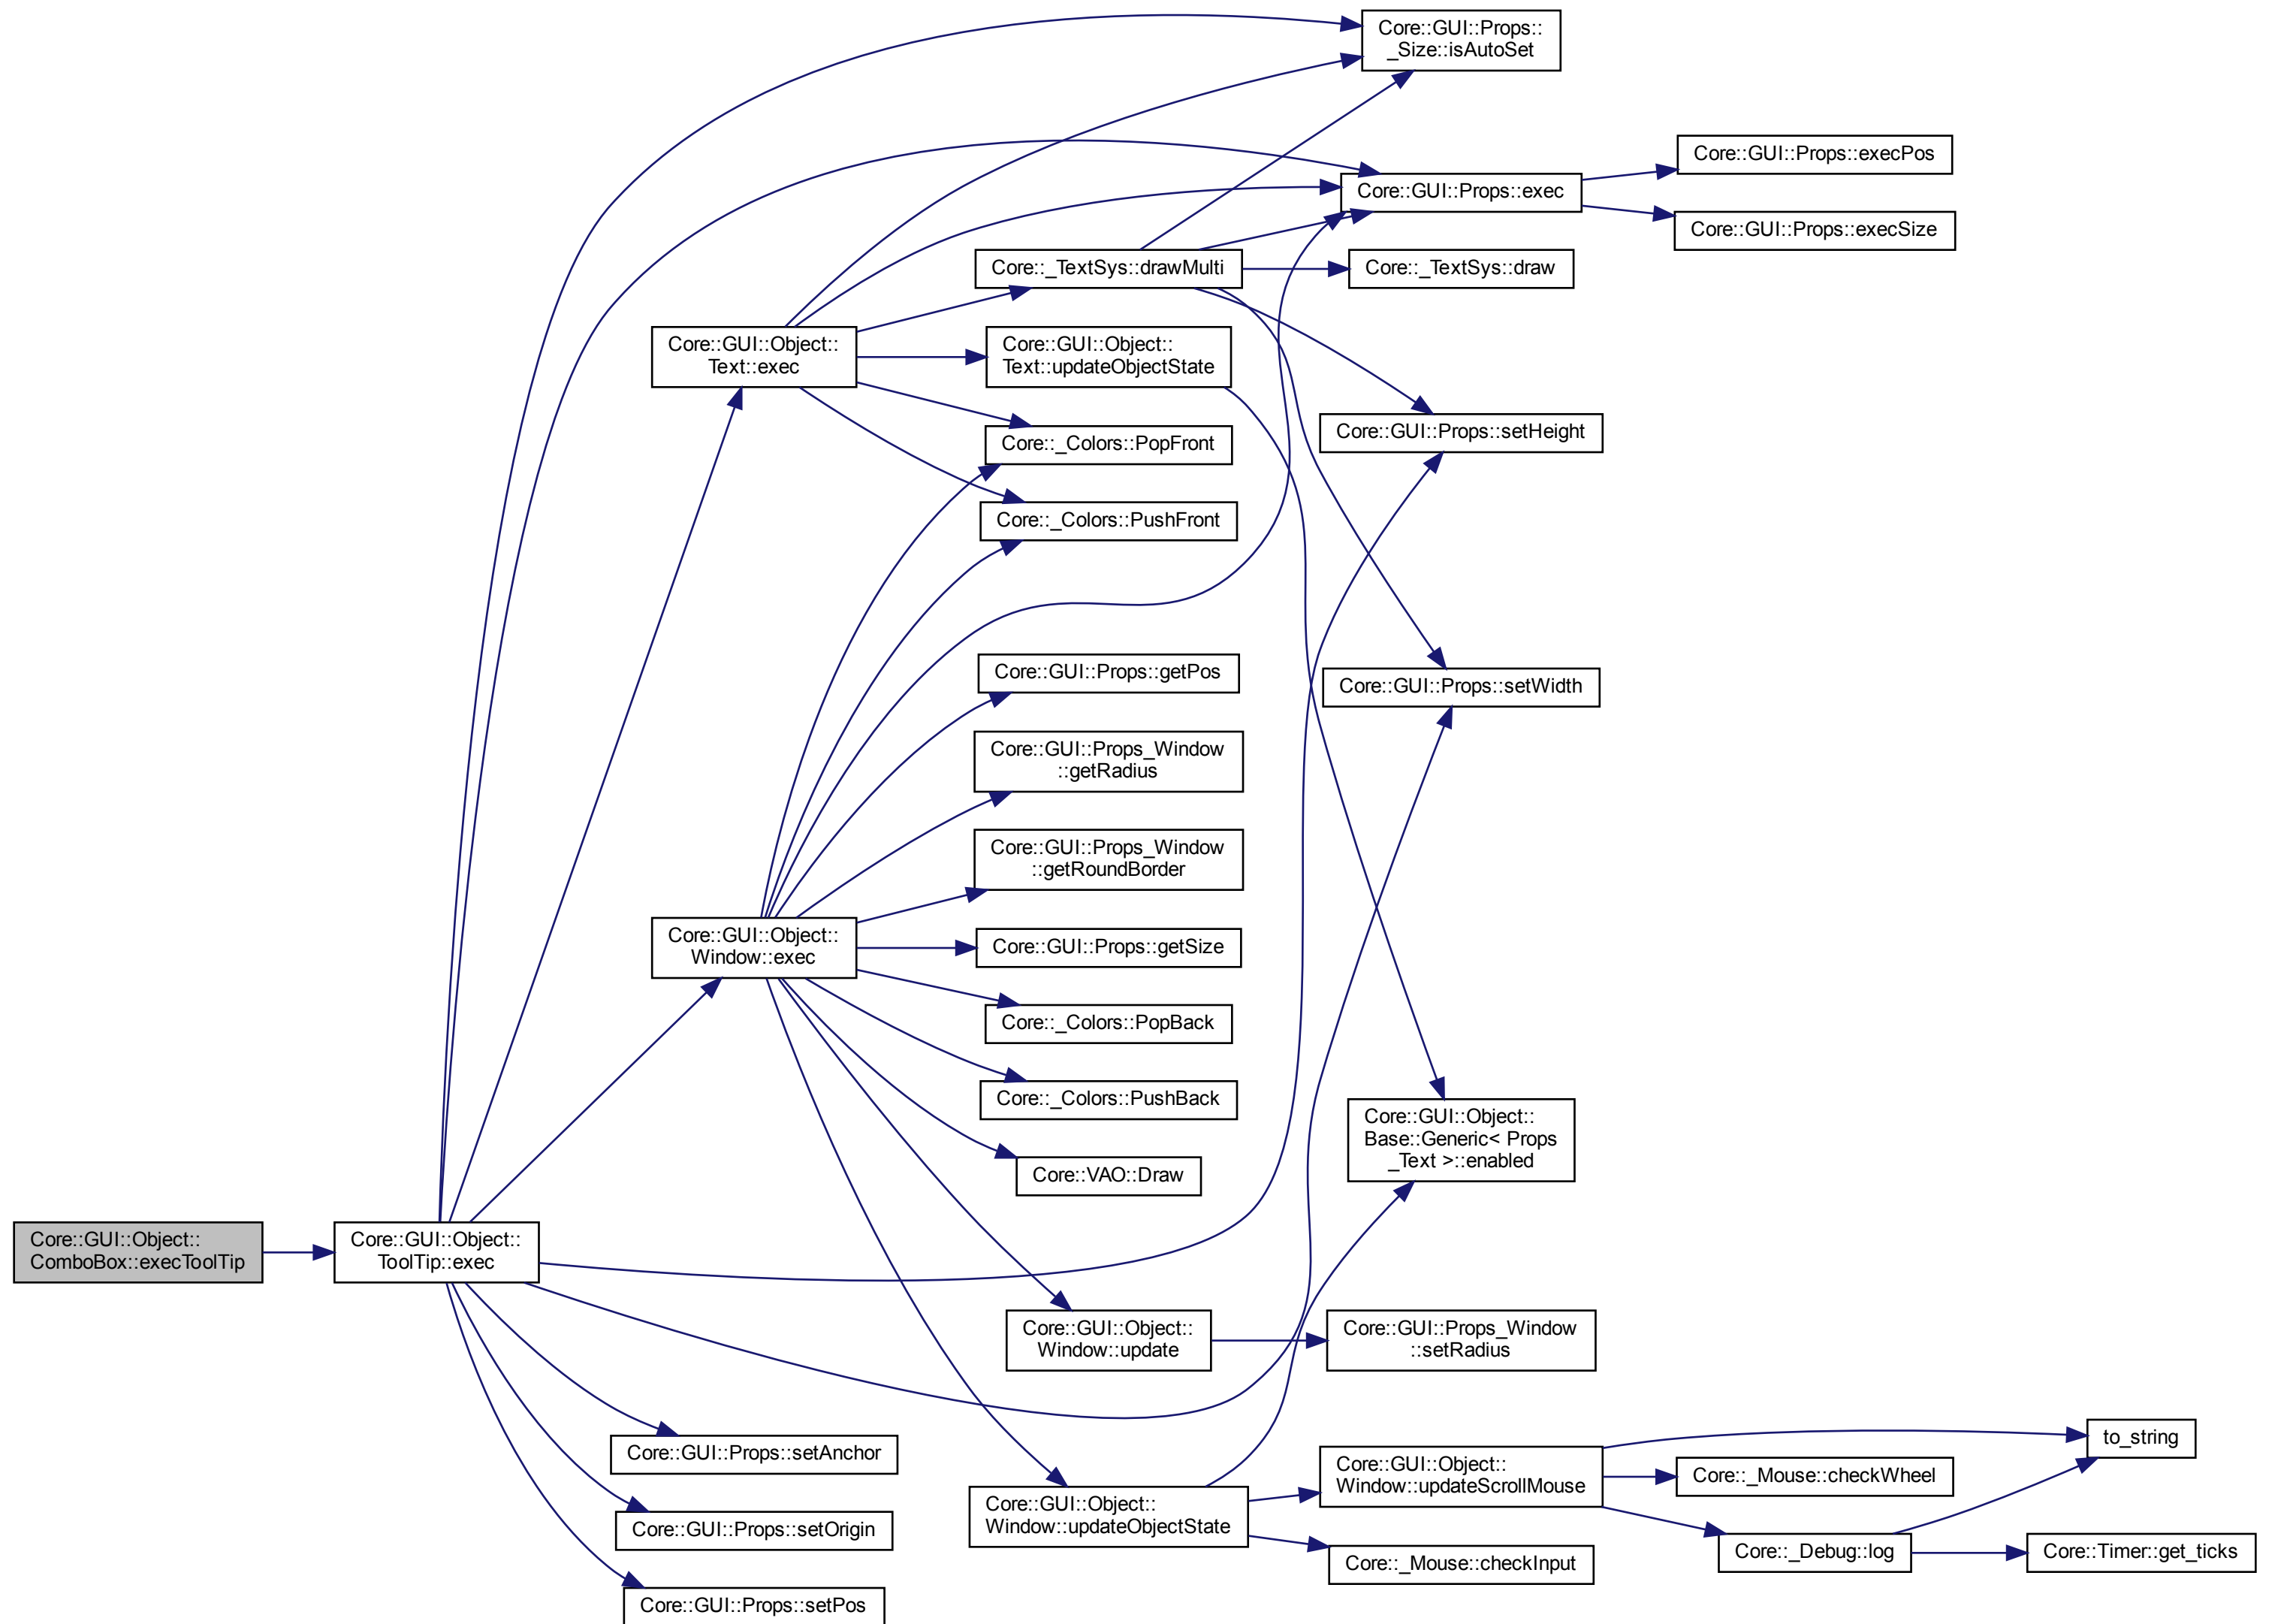 Core::GUI::Props::
_Size::isAutoSet
Core::GUI::Props::execPos
Core::GUI::Props::exec
Core::GUI::Props::execSize
Core::_TextSys::drawMulti
Core::_TextSys::draw
Core::GUI::Object::
Text::exec
Core::GUI::Object::
Text::updateObjectState
Core::_Colors::PopFront
Core::GUI::Props::setHeight
Core::_Colors::PushFront
Core::GUI::Props::getPos
Core::GUI::Props::setWidth
Core::GUI::Props_Window
::getRadius
Core::GUI::Props_Window
::getRoundBorder
Core::GUI::Object::
Window::exec
Core::GUI::Props::getSize
Core::_Colors::PopBack
Core::_Colors::PushBack
Core::GUI::Object::
Base::Generic< Props
_Text >::enabled
Core::VAO::Draw
Core::GUI::Object::
ComboBox::execToolTip
Core::GUI::Object::
ToolTip::exec
Core::GUI::Object::
Window::update
Core::GUI::Props_Window
::setRadius
Core::GUI::Props::setAnchor
to_string
Core::GUI::Object::
Window::updateScrollMouse
Core::_Mouse::checkWheel
Core::GUI::Object::
Window::updateObjectState
Core::GUI::Props::setOrigin
Core::_Debug::log
Core::Timer::get_ticks
Core::_Mouse::checkInput
Core::GUI::Props::setPos